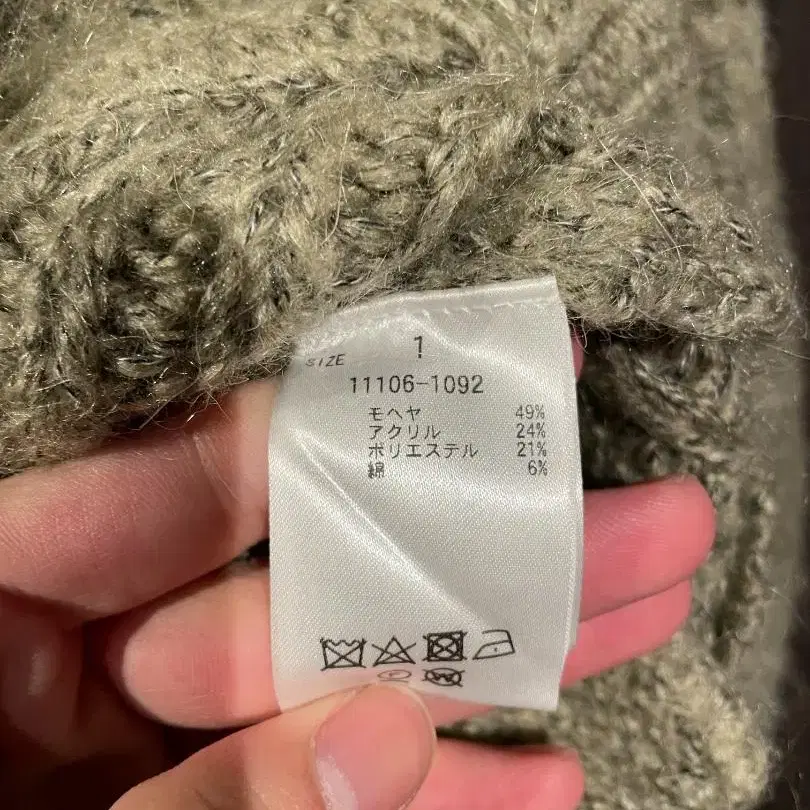 SIZE 1
11106-1092
モヘヤ 49%
アクリル 24%
ポリエステル 21%
綿 6%